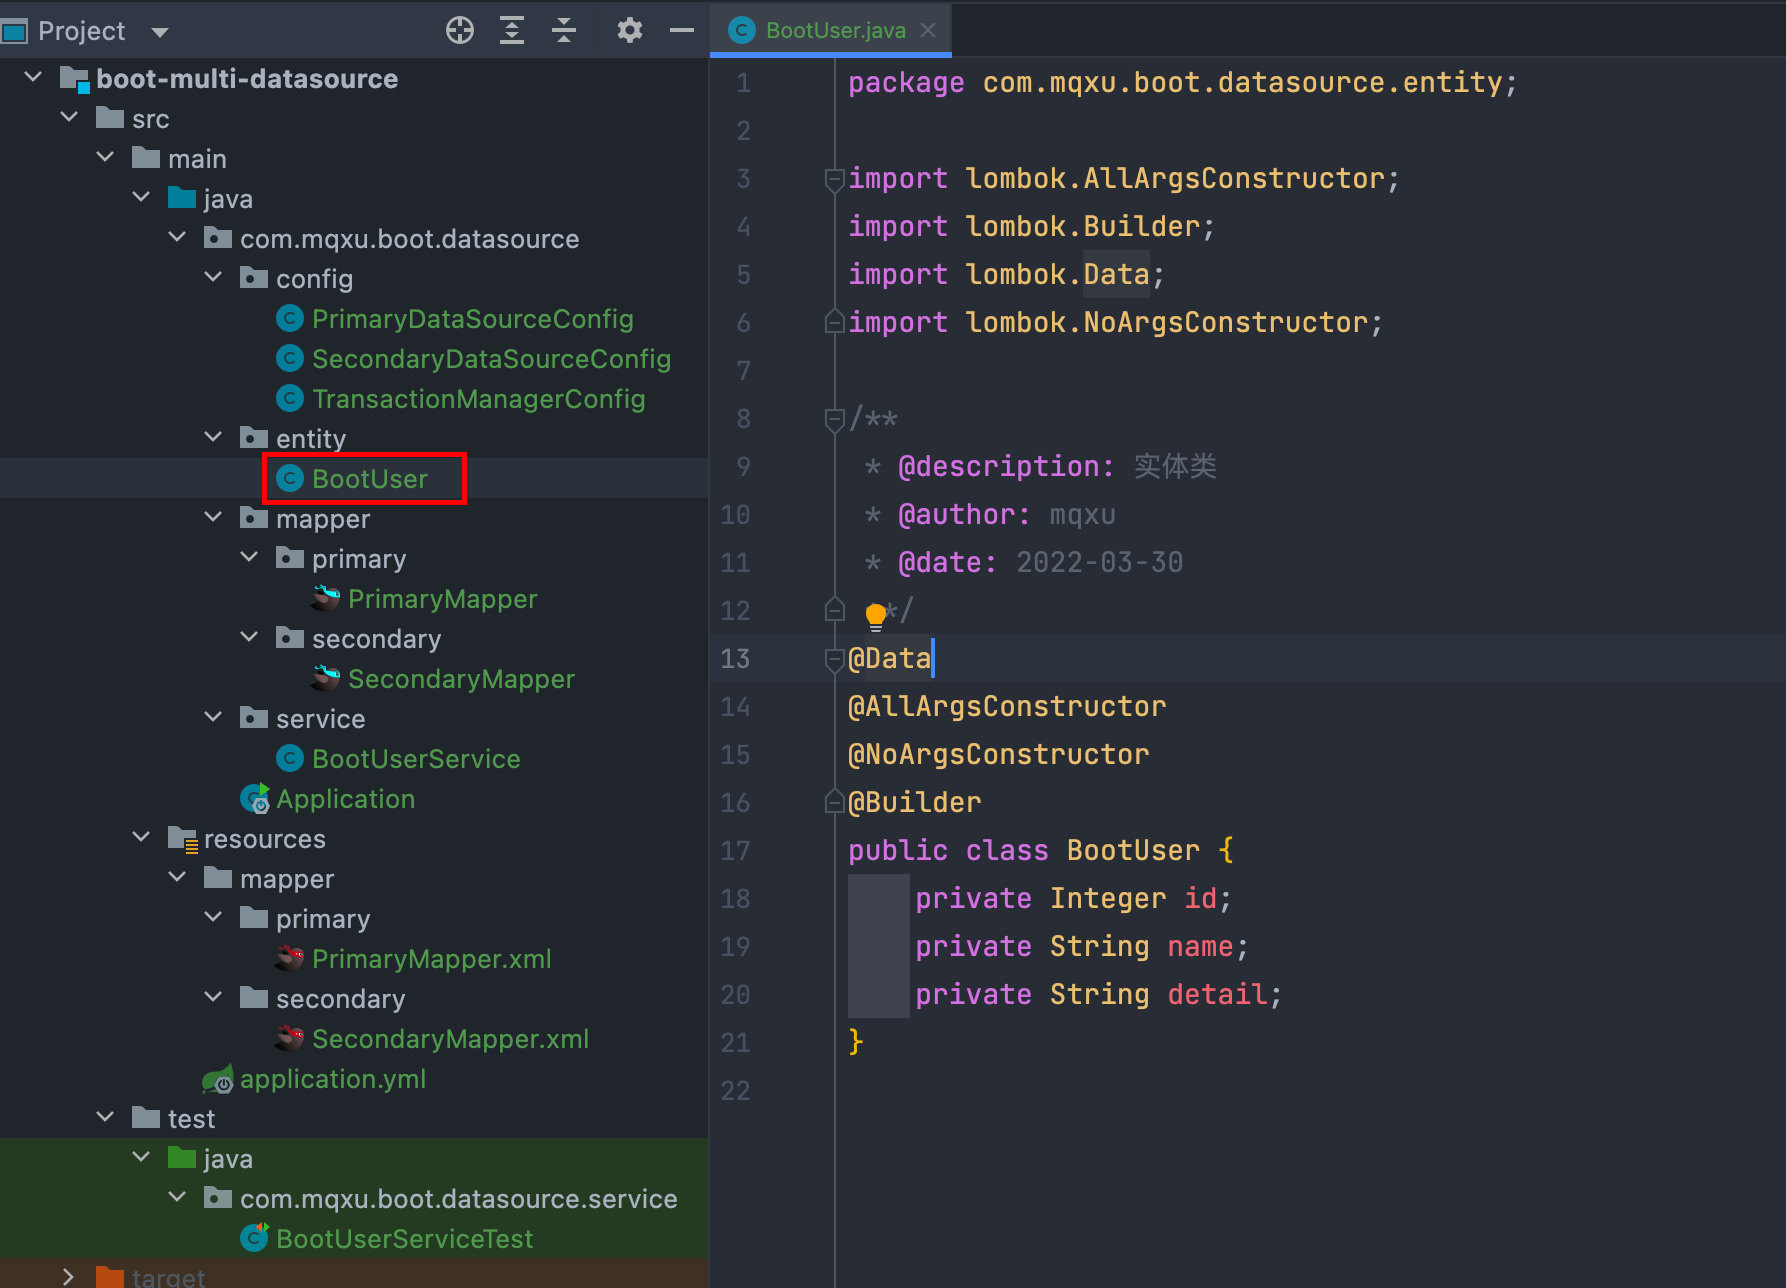 Project
boot-multi-datasource
src
main
java
com.mqxu.boot.datasource
config
PrimaryDataSourceConfig
SecondaryDataSourceConfig
TransactionManagerConfig
entity
BootUser
mapper
primary
PrimaryMapper
secondary
SecondaryMapper
service
BootUserService
Application
resources
mapper
primary
PrimaryMapper.xml
secondary
SecondaryMapper.xml
application.yml
test
java
com.mqxu.boot.datasource.service
BootUserServiceTest
target
BootUser.java
1 package com.mqxu.boot.datasource.entity;
2
3 import lombok.AllArgsConstructor;
4 import lombok.Builder;
5 import lombok.Data;
6 import lombok.NoArgsConstructor;
7
8 /**
9 * @description: 实体类
10 * @author: mqxu
11 * @date: 2022-03-30
12 */
13 @Data
14 @AllArgsConstructor
15 @NoArgsConstructor
16 @Builder
17 public class BootUser {
18 private Integer id;
19 private String name;
20 private String detail;
21 }
22